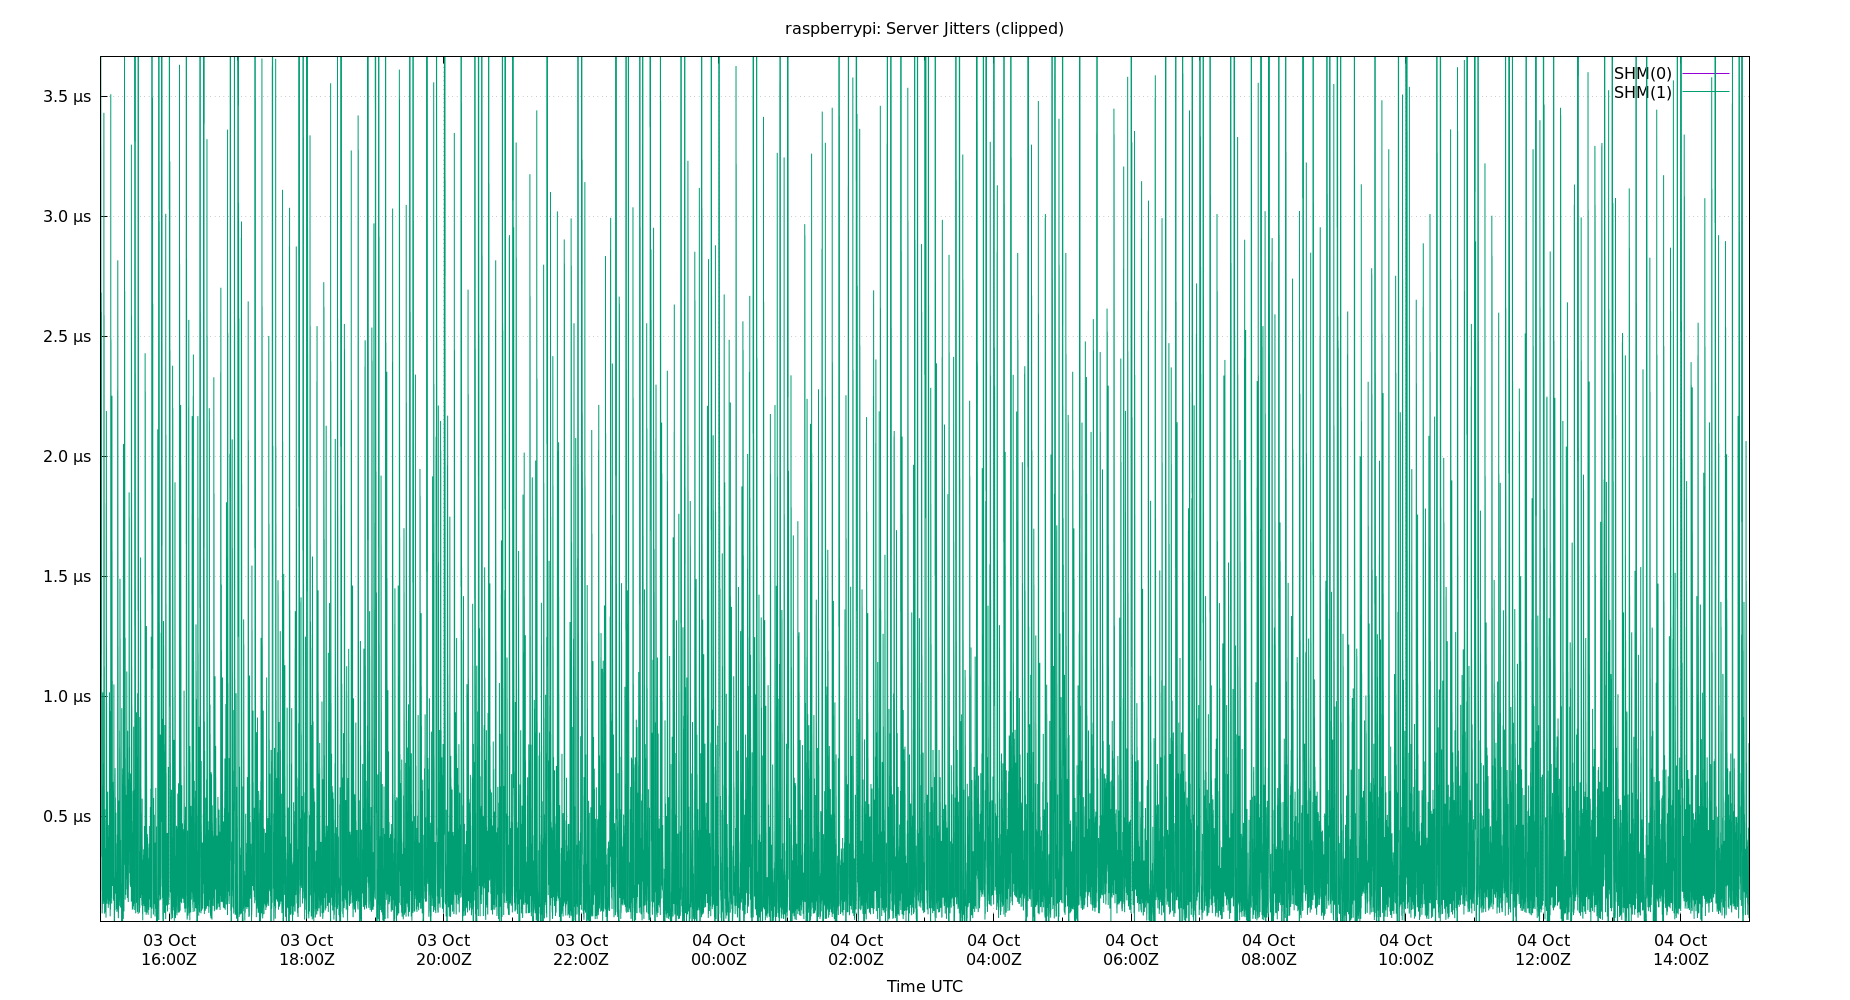 raspberrypi: Server Jitters (clipped)
SHM(0)
SHM(1)
3.5 µs
3.0 µs
2.5 µs
2.0 µs
1.5 µs
1.0 µs
0.5 µs
03 Oct 03 Oct 03 Oct 03 Oct 04 Oct 04 Oct 04 Oct 04 Oct 04 Oct 04 Oct 04 Oct 04 Oct
16:00Z 18:00Z 20:00Z 22:00Z 00:00Z 02:00Z 04:00Z 06:00Z 08:00Z 10:00Z 12:00Z 14:00Z
Time UTC